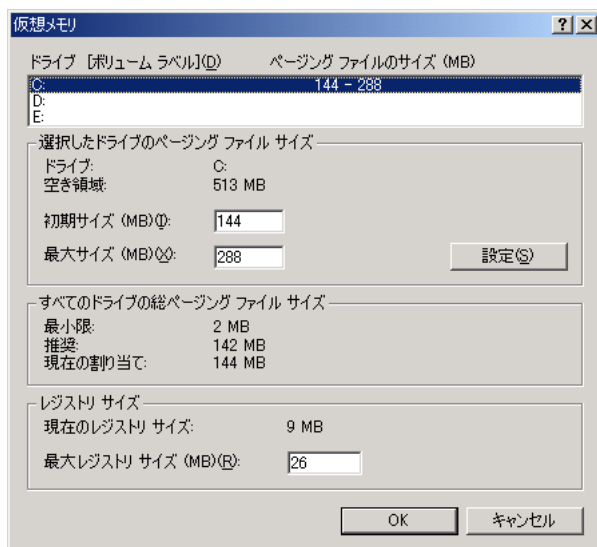 仮想メモリ
ドライブ [ボリューム ラベル](D) ページング ファイルのサイズ (MB)
C: 144 - 288
D:
E:
選択したドライブのページング ファイル サイズ
ドライブ: C:
空き領域: 513 MB
初期サイズ (MB)(I): 144
最大サイズ (MB)(X): 288
設定(S)
すべてのドライブの総ページング ファイル サイズ
最小限: 2 MB
推奨: 142 MB
現在の割り当て: 144 MB
レジストリ サイズ
現在のレジストリ サイズ: 9 MB
最大レジストリ サイズ (MB)(R): 26
OK キャンセル